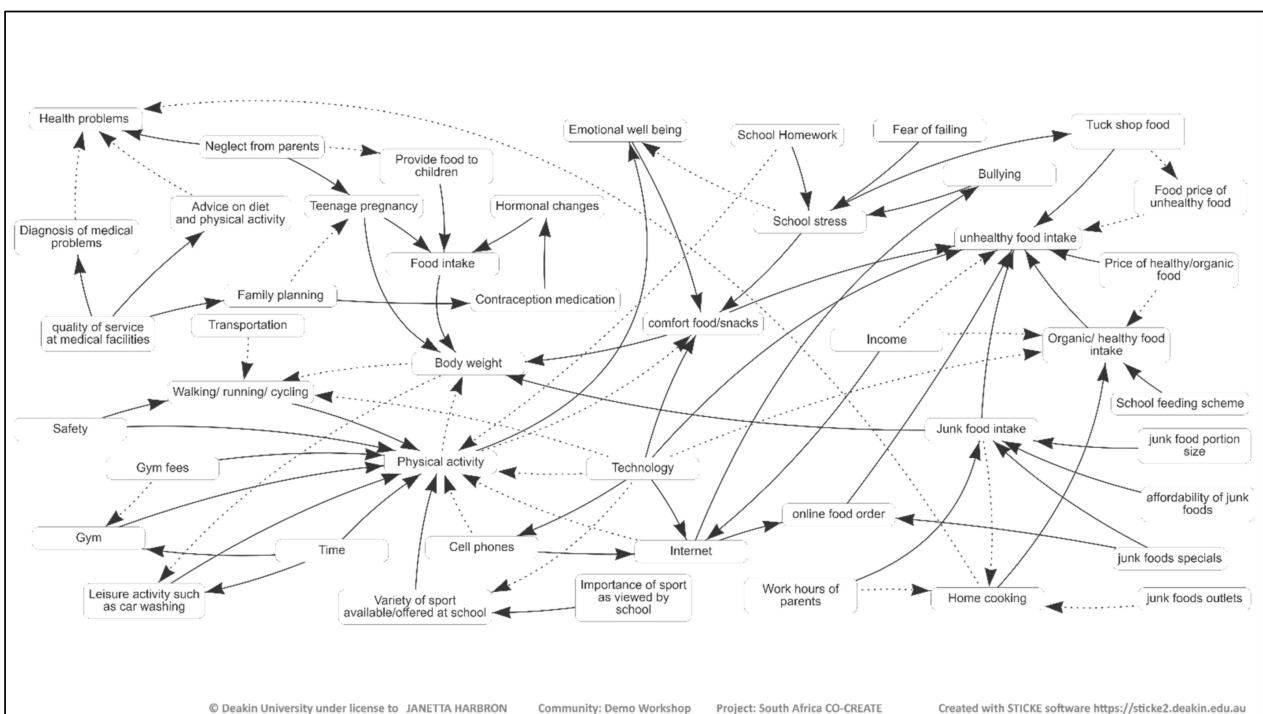 Health problems
Neglect from parents
Emotional well being
School Homework
Fear of failing
Tuck shop food
Provide food to
children
Bullying
Advice on diet
and physical activity
Teenage pregnancy
Hormonal changes
School stress
Food price of
unhealthy food
Diagnosis of medical
problems
Food intake
unhealthy food intake
Price of healthy/organic
food
Family planning
Contraception medication
quality of service
at medical facilities
Transportation
comfort food/snacks
Income
Organic/ healthy food
intake
Body weight
Walking/ running/ cycling
School feeding scheme
Safety
Junk food intake
junk food portion
size
Gym fees
Physical activity
Technology
affordability of junk
foods
online food order
Gym
Time
Cell phones
Internet
junk foods specials
Leisure activity such
as car washing
Variety of sport
available/offered at school
Importance of sport
as viewed by
school
Work hours of
parents
Home cooking
junk foods outlets
© Deakin University under license to JANETTA HARBRON Community: Demo Workshop Project: South Africa CO-CREATE Created with STICKE software https://sticke2.deakin.edu.au